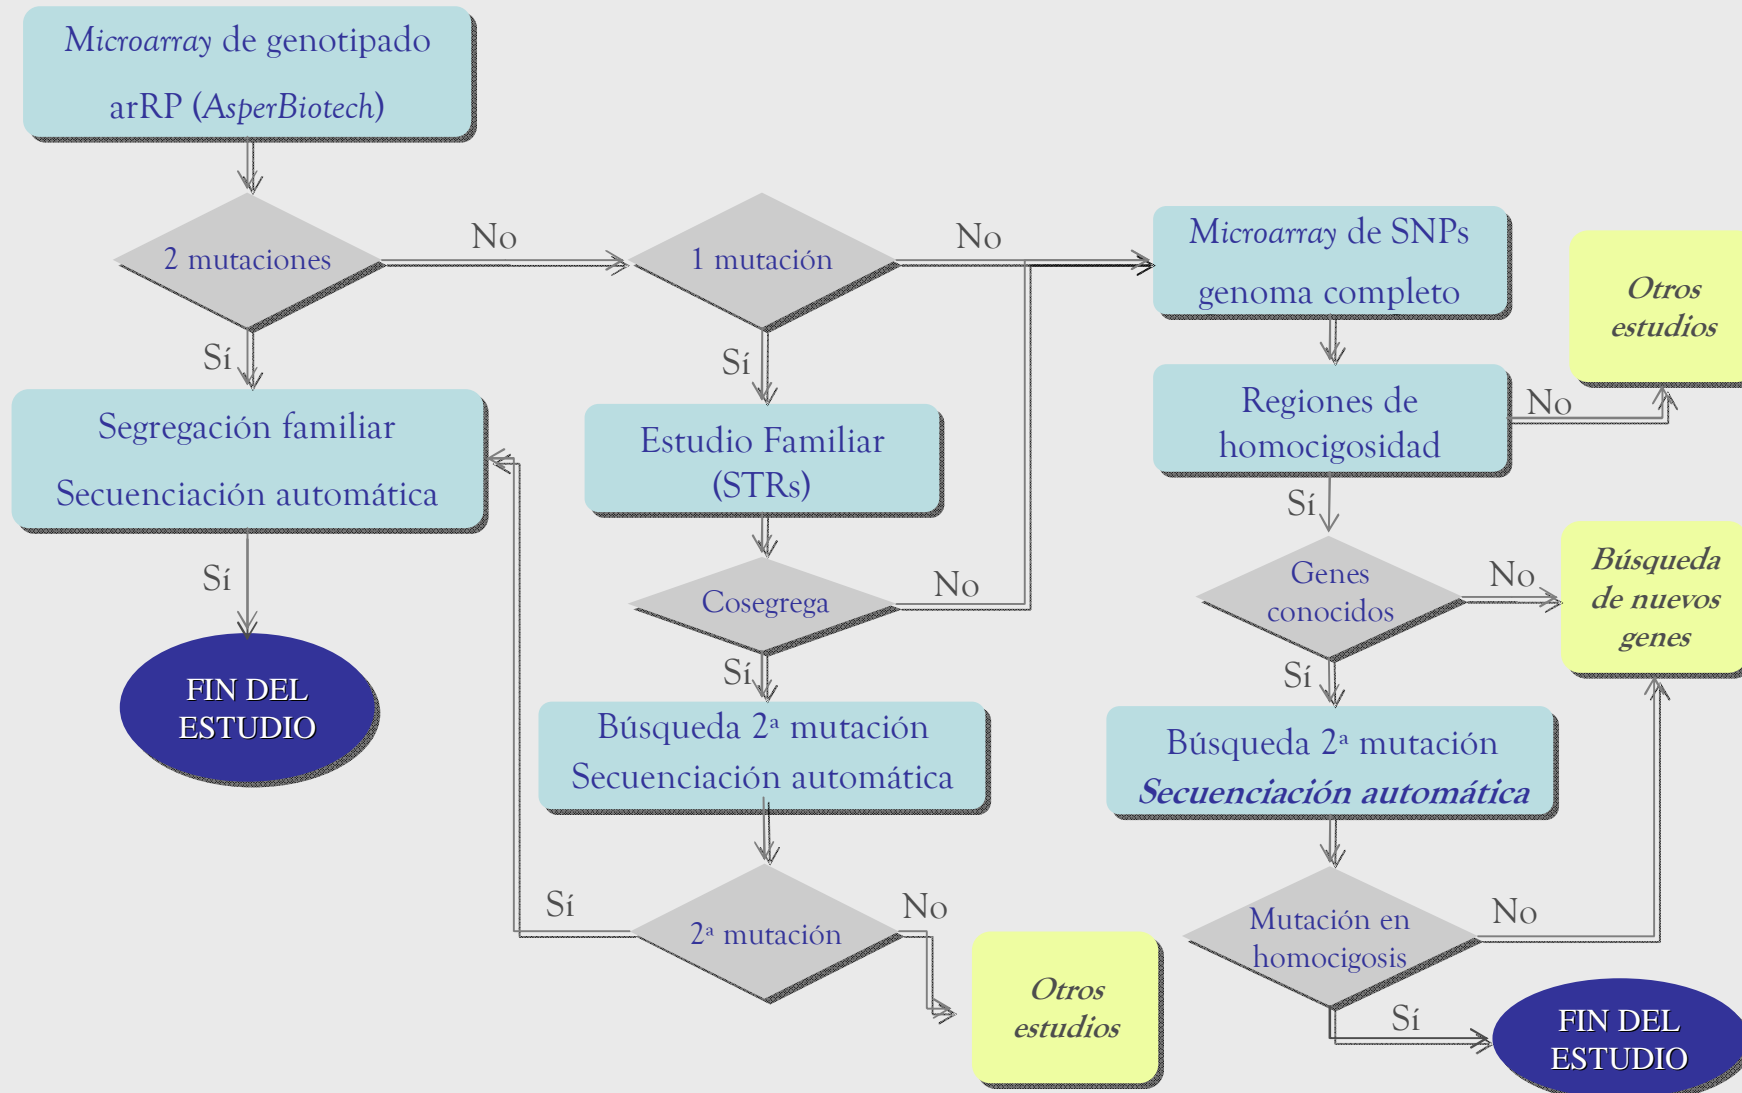 Microarray de genotipado
arRP (AsperBiotech)
2 mutaciones
No
1 mutación
No
Microarray de SNPs
genoma completo
Otros
estudios
Sí
Segregación familiar
Secuenciación automática
Sí
Estudio Familiar
(STRs)
Regiones de
homocigosidad
No
Sí
FIN DEL
ESTUDIO
Cosegrega
No
Sí
Genes
conocidos
No
Búsqueda
de nuevos
genes
Sí
Búsqueda 2ª mutación
Secuenciación automática
Sí
Búsqueda 2ª mutación
Secuenciación automática
Sí
2ª mutación
No
Otros
estudios
Mutación en
homocigosis
No
Sí
FIN DEL
ESTUDIO